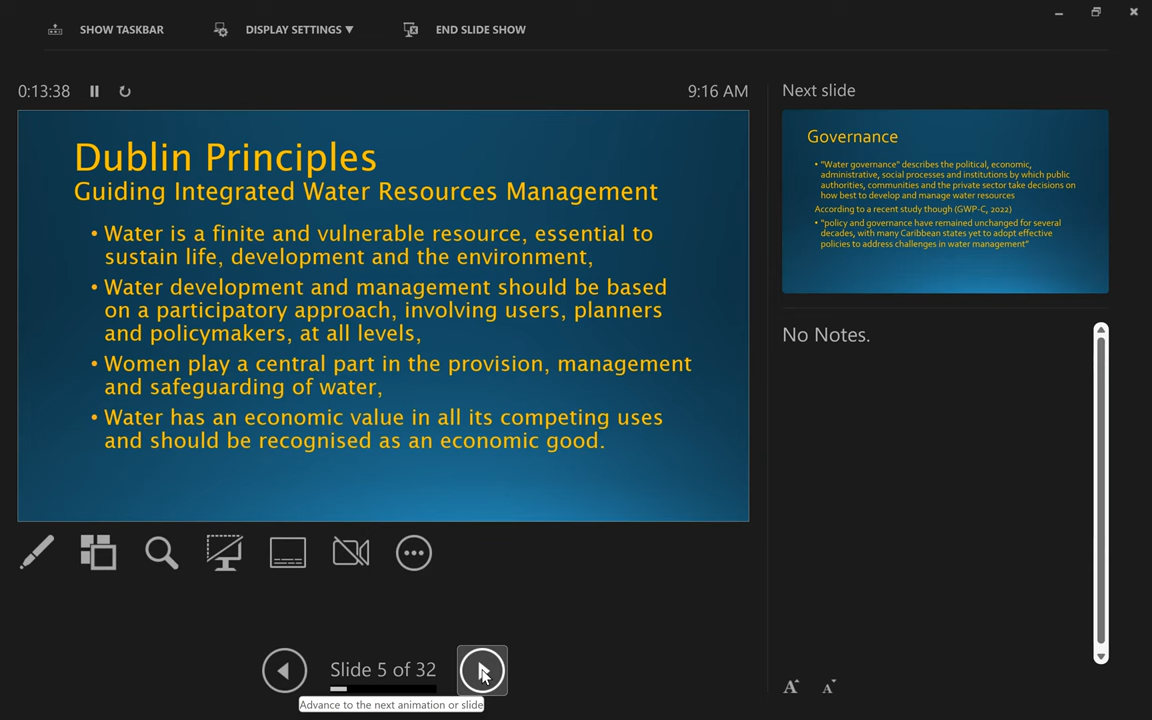 SHOW TASKBAR
DISPLAY SETTINGS ▼
END SLIDE SHOW
0:13:38
9:16 AM
Dublin Principles
Guiding Integrated Water Resources Management
• Water is a finite and vulnerable resource, essential to
sustain life, development and the environment,
• Water development and management should be based
on a participatory approach, involving users, planners
and policymakers, at all levels,
• Women play a central part in the provision, management
and safeguarding of water,
• Water has an economic value in all its competing uses
and should be recognised as an economic good.
Next slide
Governance
• "Water governance" describes the political, economic,
administrative, social processes and institutions by which public
authorities, communities and the private sector take decisions on
how best to develop and manage water resources
According to a recent study though (GWP-C, 2022)
• "policy and governance have remained unchanged for several
decades, with many Caribbean states yet to adopt effective
policies to address challenges in water management"
No Notes.
Slide 5 of 32
Advance to the next animation or slide
A A